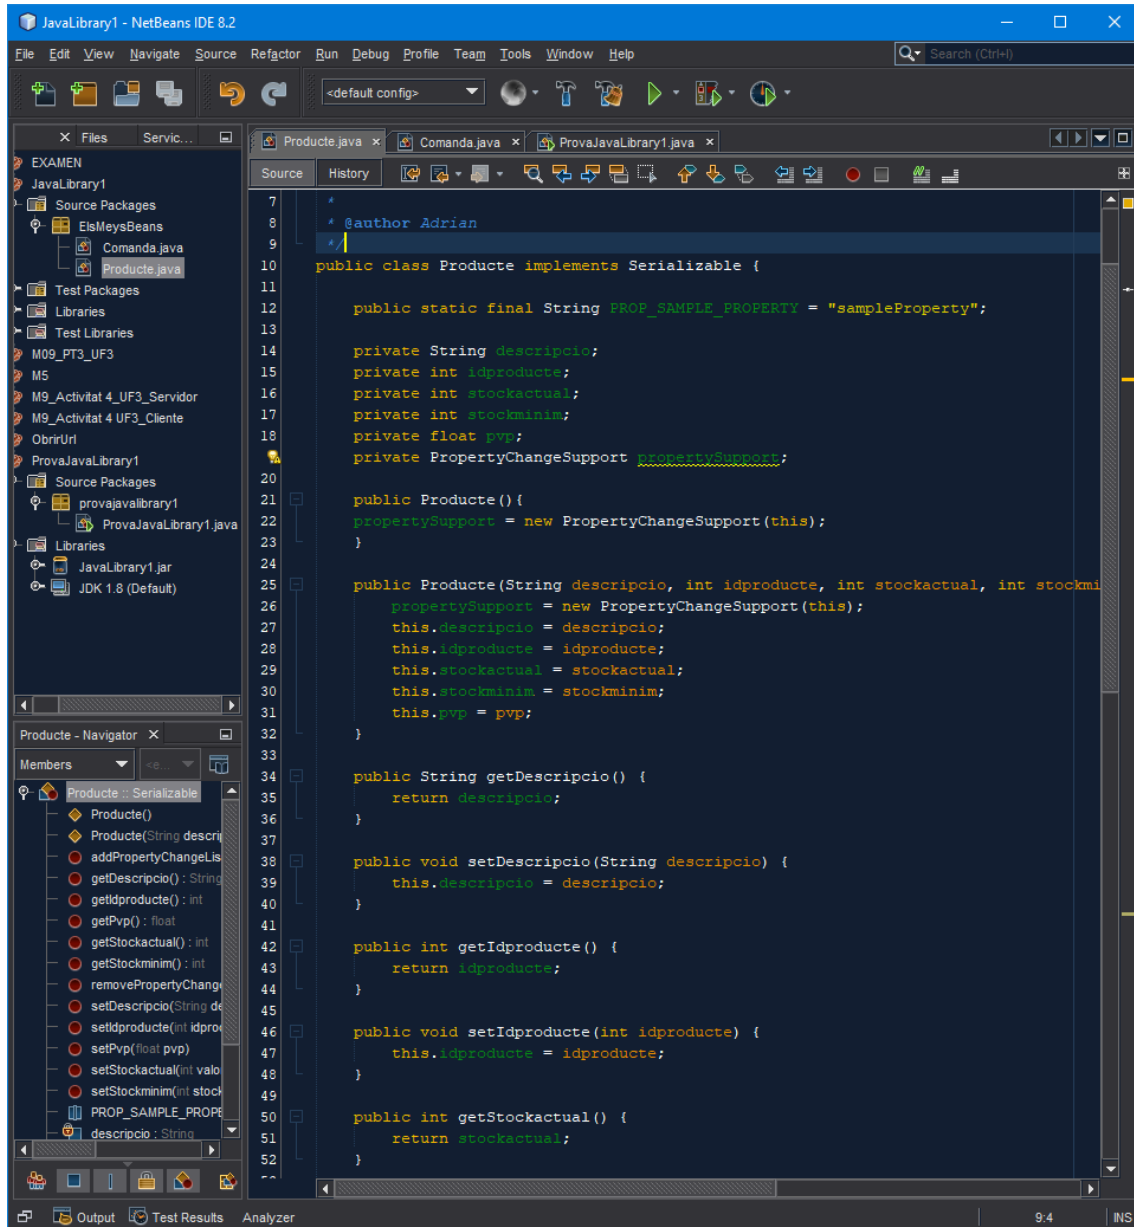 JavaLibrary1 - NetBeans IDE 8.2
File Edit View Navigate Source Refactor Run Debug Profile Team Tools Window Help
Search (Ctrl+I)
<default config>
Files Servic...
EXAMEN
JavaLibrary1
Source Packages
ElsMeysBeans
Comanda.java
Producte.java
Test Packages
Libraries
Test Libraries
M09_PT3_UF3
M5
M9_Activitat 4_UF3_Servidor
M9_Activitat 4 UF3_Cliente
ObrirUrl
ProvaJavaLibrary1
Source Packages
provajavalibrary1
ProvaJavaLibrary1.java
Libraries
JavaLibrary1.jar
JDK 1.8 (Default)
Producte - Navigator
Members <e...
Producte :: Serializable
Producte()
Producte(String descrip
addPropertyChangeLis
getDescripcio() : String
getIdproducte() : int
getPvp() : float
getStockactual() : int
getStockminim() : int
removePropertyChange
setDescripcio(String de
setIdproducte(int idprod
setPvp(float pvp)
setStockactual(int valo
setStockminim(int stock
PROP_SAMPLE_PROPE
descripcio : String
Producte.java Comanda.java ProvaJavaLibrary1.java
Source History
7 *
8 * @author Adrian
9 */
10 public class Producte implements Serializable {
11
12 public static final String PROP_SAMPLE_PROPERTY = "sampleProperty";
13
14 private String descripcio;
15 private int idproducte;
16 private int stockactual;
17 private int stockminim;
18 private float pvp;
private PropertyChangeSupport propertySupport;
20
21 public Producte(){
22 propertySupport = new PropertyChangeSupport(this);
23 }
24
25 public Producte(String descripcio, int idproducte, int stockactual, int stockmi
26 propertySupport = new PropertyChangeSupport(this);
27 this.descripcio = descripcio;
28 this.idproducte = idproducte;
29 this.stockactual = stockactual;
30 this.stockminim = stockminim;
31 this.pvp = pvp;
32 }
33
34 public String getDescripcio() {
35 return descripcio;
36 }
37
38 public void setDescripcio(String descripcio) {
39 this.descripcio = descripcio;
40 }
41
42 public int getIdproducte() {
43 return idproducte;
44 }
45
46 public void setIdproducte(int idproducte) {
47 this.idproducte = idproducte;
48 }
49
50 public int getStockactual() {
51 return stockactual;
52 }
Output Test Results Analyzer
9:4 INS